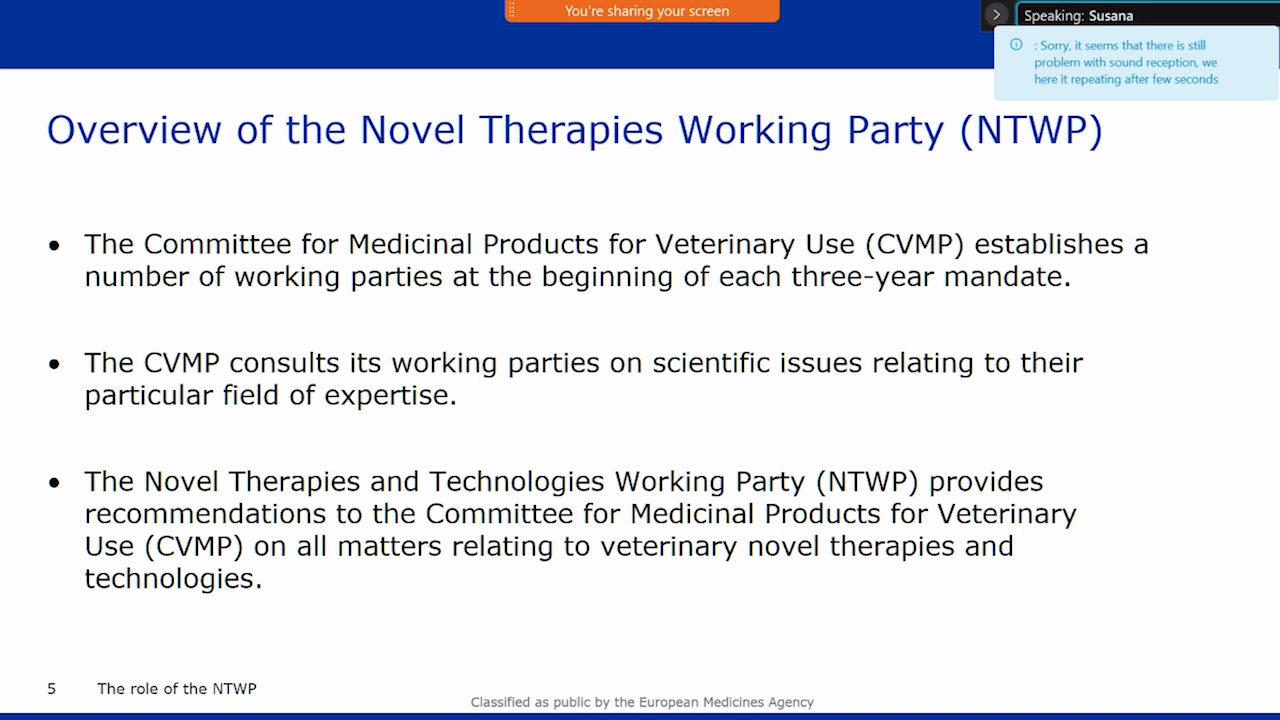 You're sharing your screen
Speaking: Susana
: Sorry, it seems that there is still
problem with sound reception, we
here it repeating after few seconds
Overview of the Novel Therapies Working Party (NTWP)
• The Committee for Medicinal Products for Veterinary Use (CVMP) establishes a
number of working parties at the beginning of each three-year mandate.
• The CVMP consults its working parties on scientific issues relating to their
particular field of expertise.
• The Novel Therapies and Technologies Working Party (NTWP) provides
recommendations to the Committee for Medicinal Products for Veterinary
Use (CVMP) on all matters relating to veterinary novel therapies and
technologies.
5 The role of the NTWP
Classified as public by the European Medicines Agency